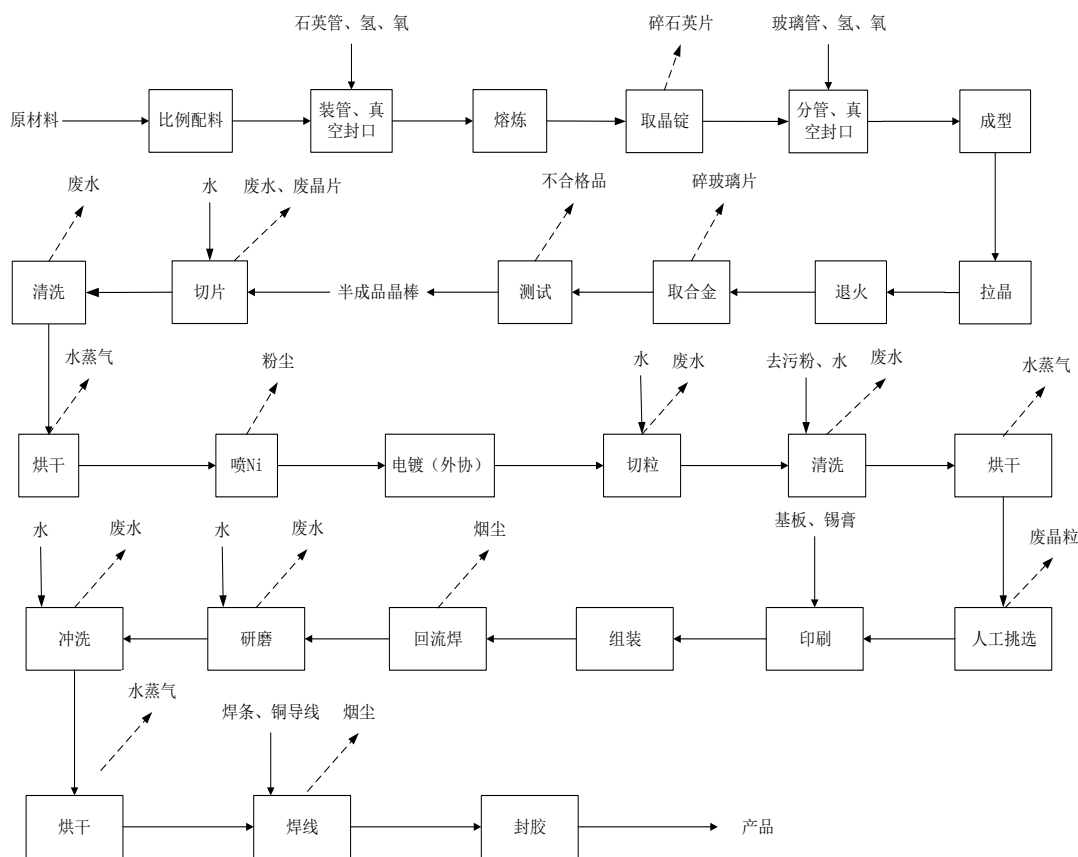 石英管、氢、氧
碎石英片
玻璃管、氢、氧
原材料
比例配料
装管、真
空封口
熔炼
取晶锭
分管、真
空封口
成型
废水
水
废水、废晶片
不合格品
碎玻璃片
清洗
切片
半成品晶棒
测试
取合金
退火
拉晶
水蒸气
粉尘
水
废水
去污粉、水
废水
水蒸气
烘干
喷Ni
电镀（外协）
切粒
清洗
烘干
水
废水
水
废水
烟尘
基板、锡膏
废晶粒
冲洗
研磨
回流焊
组装
印刷
人工挑选
水蒸气
焊条、铜导线
烟尘
烘干
焊线
封胶
产品